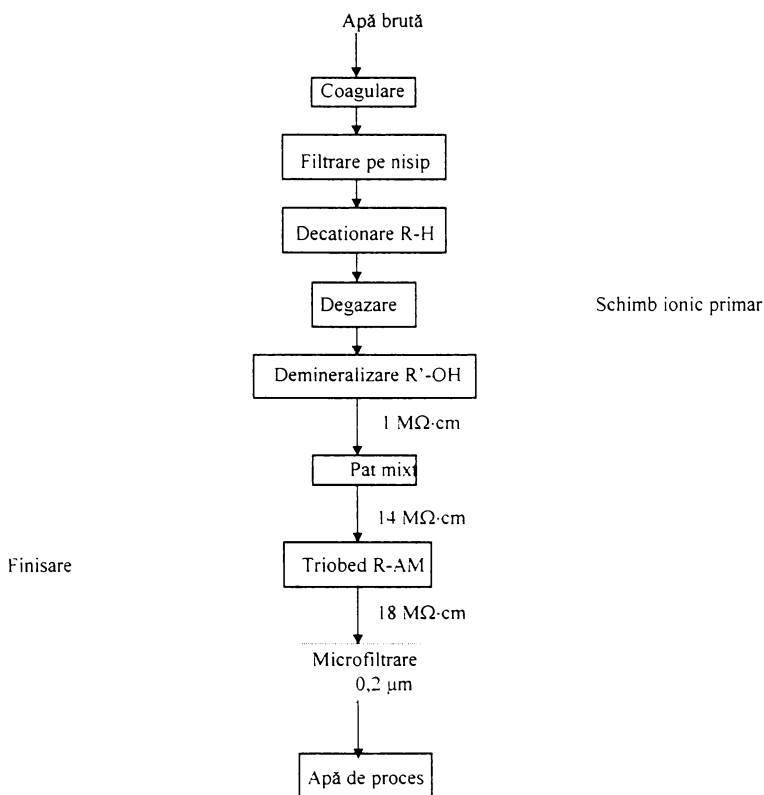 Apă brută
Coagulare
Filtrare pe nisip
Decationare R-H
Degazare
Schimb ionic primar
Demineralizare R'-OH
1 MΩ·cm
Pat mixt
14 MΩ·cm
Finisare
Triobed R-AM
18 MΩ·cm
Microfiltrare
0,2 μm
Apă de proces